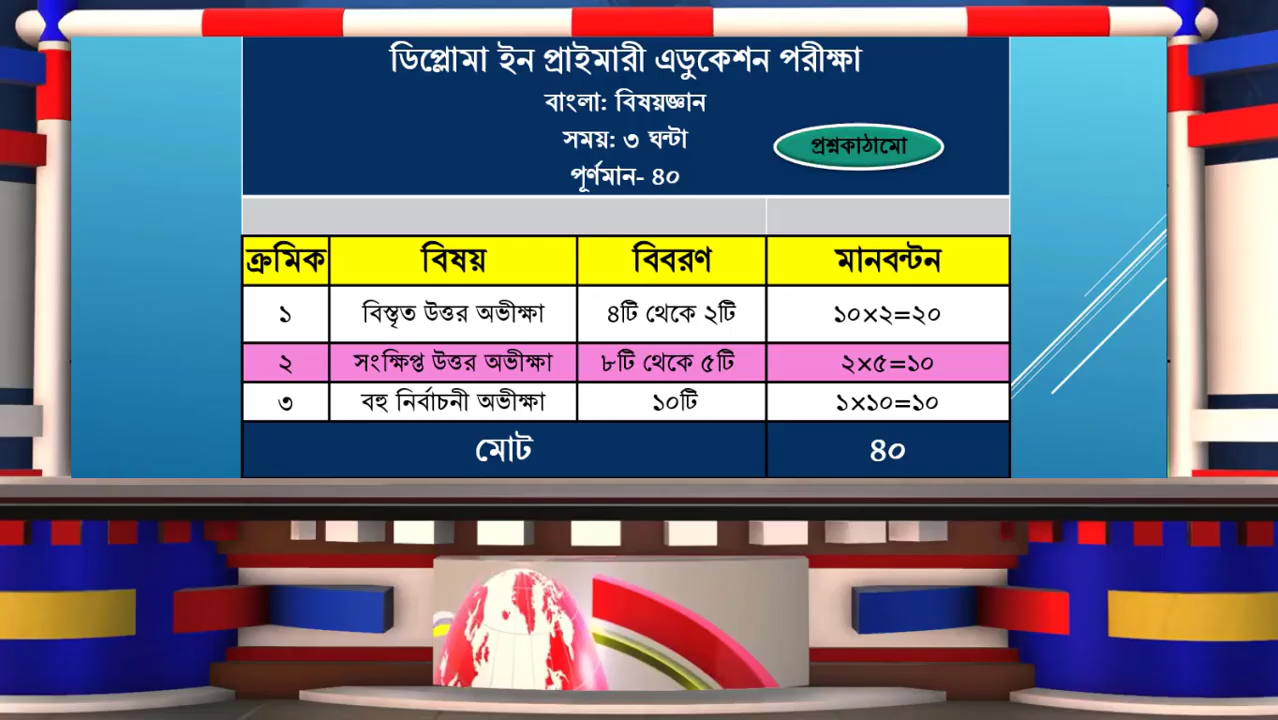 ডিপ্লোমা ইন প্রাইমারী এডুকেশন পরীক্ষা
বাংলা: বিষয়জ্ঞান
সময়: ৩ ঘন্টা
প্রশ্নকাঠামো
পূর্ণমান- ৪০
ক্রমিক বিষয় বিবরণ মানবন্টন
১ বিস্তৃত উত্তর অভীক্ষা ৪টি থেকে ২টি ১০×২=২০
২ সংক্ষিপ্ত উত্তর অভীক্ষা ৮টি থেকে ৫টি ২×৫=১০
৩ বহু নির্বাচনী অভীক্ষা ১০টি ১×১০=১০
মোট ৪০